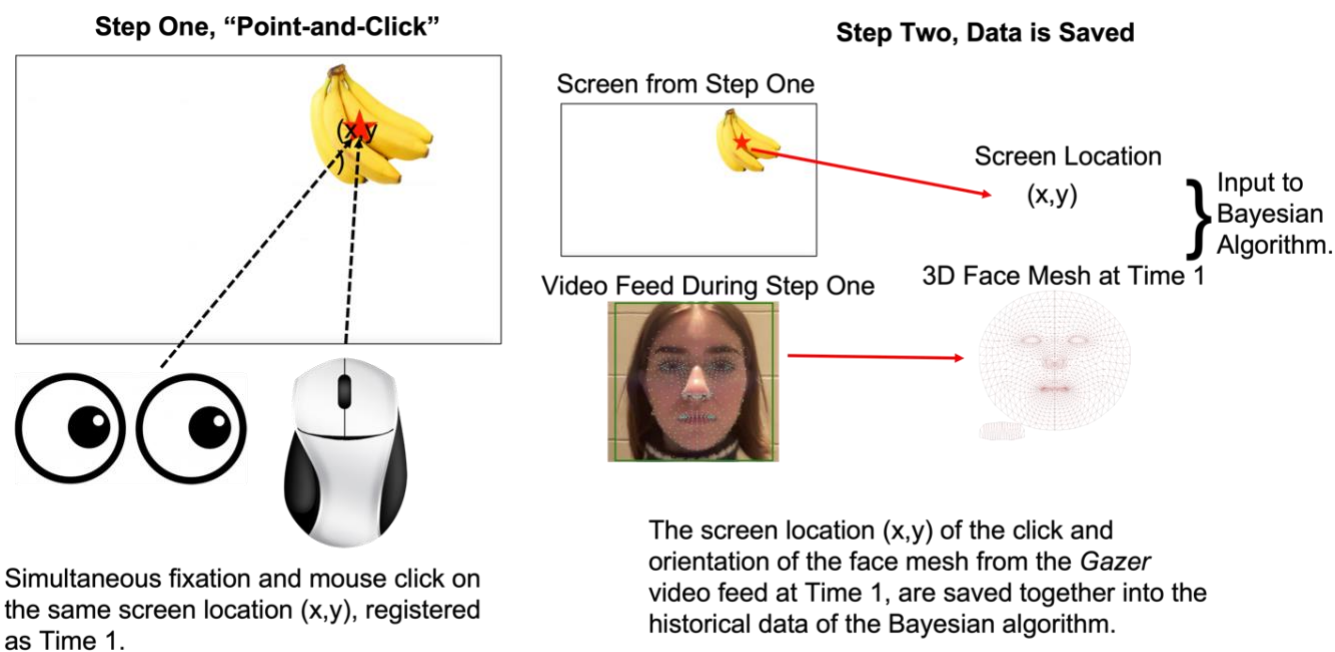 Step One, “Point-and-Click”
(x,y
)
Simultaneous fixation and mouse click on
the same screen location (x,y), registered
as Time 1.
Step Two, Data is Saved
Screen from Step One
Screen Location
(x,y)
} Input to
Bayesian
Algorithm.
Video Feed During Step One
3D Face Mesh at Time 1
The screen location (x,y) of the click and
orientation of the face mesh from the Gazer
video feed at Time 1, are saved together into the
historical data of the Bayesian algorithm.